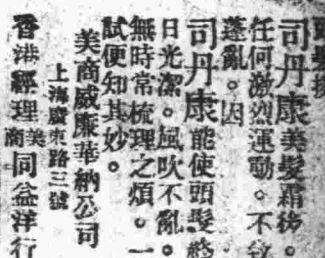 司丹康美髮霜後。
任何激烈運動。不致
蓬亂。因
司丹康能使頭髮終
日光潔。風吹不亂。
無時常梳理之煩。一
試便知其妙。
美商威廉華納公司
上海廣東路三號
香港經理美商同益洋行